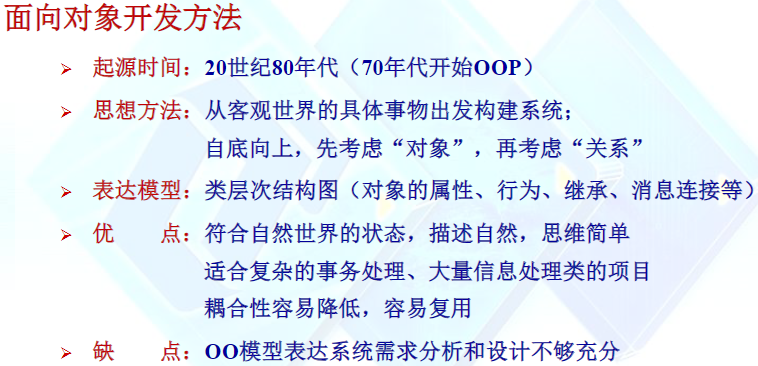 面向对象开发方法
起源时间：20世纪80年代（70年代开始OOP）
思想方法：从客观世界的具体事物出发构建系统；
自底向上，先考虑“对象”，再考虑“关系”
表达模型：类层次结构图（对象的属性、行为、继承、消息连接等）
优 点：符合自然世界的状态，描述自然，思维简单
适合复杂的事务处理、大量信息处理类的项目
耦合性容易降低，容易复用
缺 点：OO模型表达系统需求分析和设计不够充分